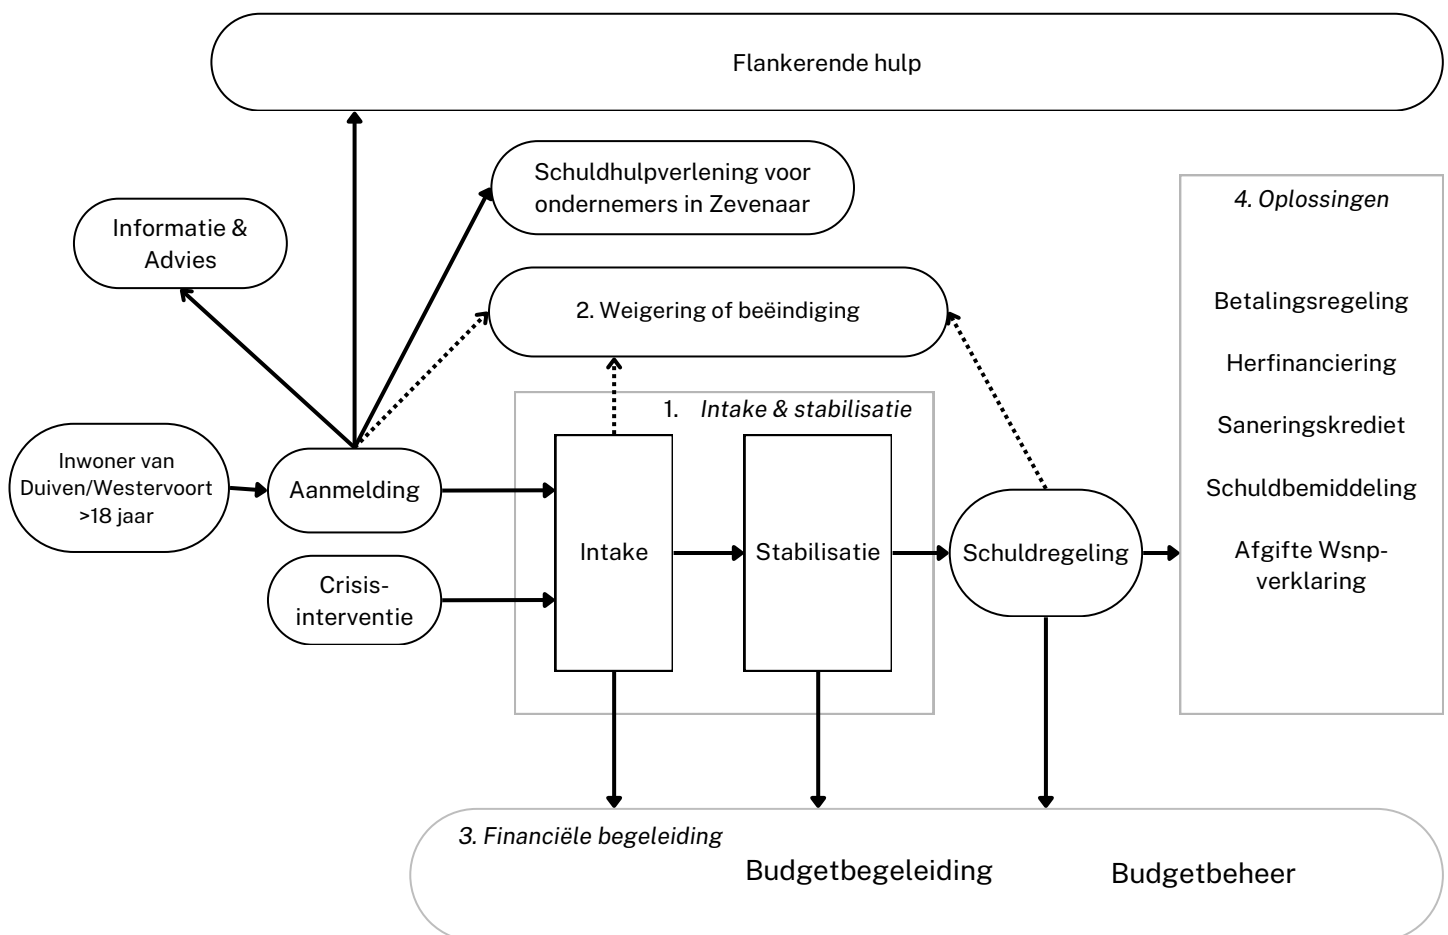 Flankerende hulp
Schuldhulpverlening voor
ondernemers in Zevenaar
Informatie &
Advies
2. Weigering of beëindiging
4. Oplossingen
Betalingsregeling
Herfinanciering
Saneringskrediet
Schuldbemiddeling
Afgifte Wsnp-
verklaring
1. Intake & stabilisatie
Inwoner van
Duiven/Westervoort
>18 jaar
Aanmelding
Crisis-
interventie
Intake
Stabilisatie
Schuldregeling
3. Financiële begeleiding
Budgetbegeleiding
Budgetbeheer